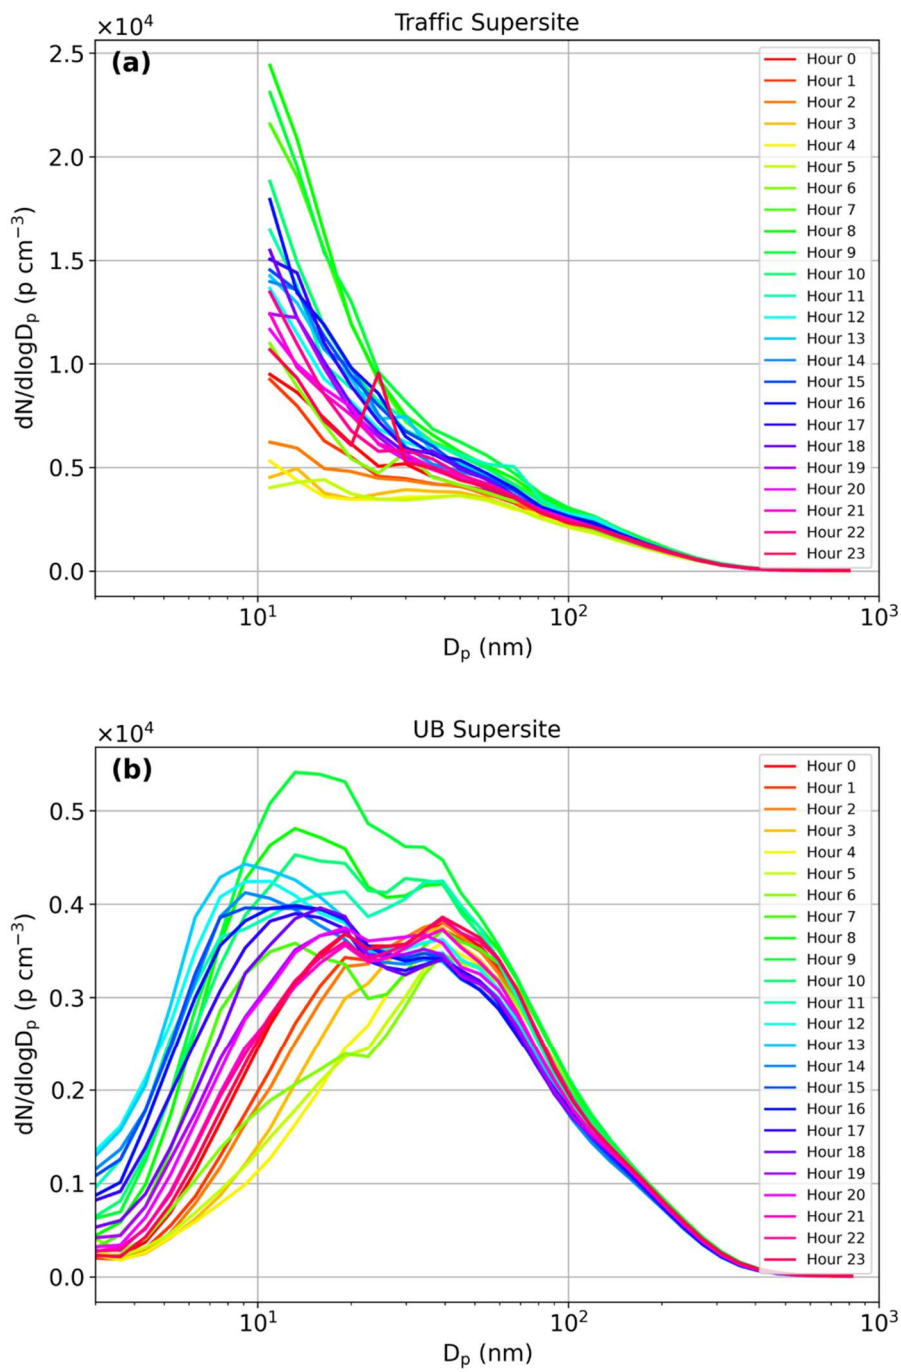 Traffic Supersite
×10⁴
(a)
2.5
2.0
1.5
1.0
0.5
0.0
dN/dlogDₚ (p cm⁻³)
10¹
10²
10³
Dₚ (nm)
Hour 0
Hour 1
Hour 2
Hour 3
Hour 4
Hour 5
Hour 6
Hour 7
Hour 8
Hour 9
Hour 10
Hour 11
Hour 12
Hour 13
Hour 14
Hour 15
Hour 16
Hour 17
Hour 18
Hour 19
Hour 20
Hour 21
Hour 22
Hour 23
UB Supersite
×10⁴
(b)
0.5
0.4
0.3
0.2
0.1
0.0
dN/dlogDₚ (p cm⁻³)
10¹
10²
10³
Dₚ (nm)
Hour 0
Hour 1
Hour 2
Hour 3
Hour 4
Hour 5
Hour 6
Hour 7
Hour 8
Hour 9
Hour 10
Hour 11
Hour 12
Hour 13
Hour 14
Hour 15
Hour 16
Hour 17
Hour 18
Hour 19
Hour 20
Hour 21
Hour 22
Hour 23